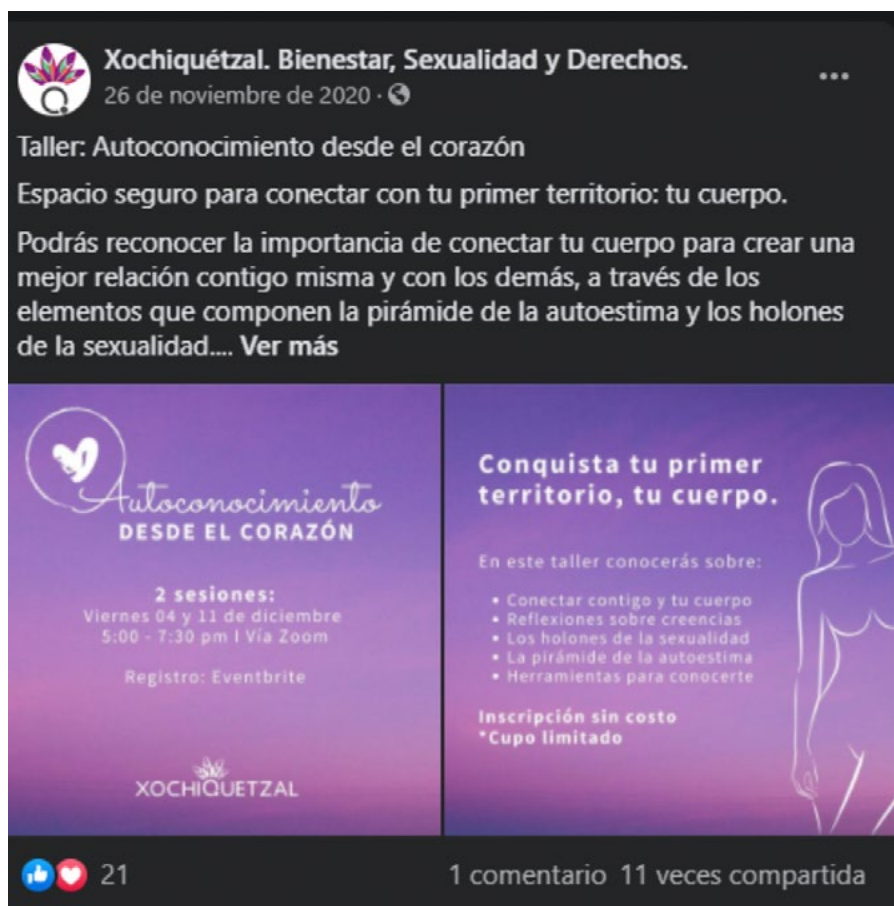 Xochiquétzal. Bienestar, Sexualidad y Derechos.
26 de noviembre de 2020 ·
Taller: Autoconocimiento desde el corazón
Espacio seguro para conectar con tu primer territorio: tu cuerpo.
Podrás reconocer la importancia de conectar tu cuerpo para crear una
mejor relación contigo misma y con los demás, a través de los
elementos que componen la pirámide de la autoestima y los holones
de la sexualidad.... Ver más
Autoconocimiento
DESDE EL CORAZÓN
2 sesiones:
Viernes 04 y 11 de diciembre
5:00 - 7:30 pm I Vía Zoom
Registro: Eventbrite
XOCHIQUETZAL
Conquista tu primer
territorio, tu cuerpo.
En este taller conocerás sobre:
• Conectar contigo y tu cuerpo
• Reflexiones sobre creencias
• Los holones de la sexualidad
• La pirámide de la autoestima
• Herramientas para conocerte
Inscripción sin costo
*Cupo limitado
21
1 comentario 11 veces compartida